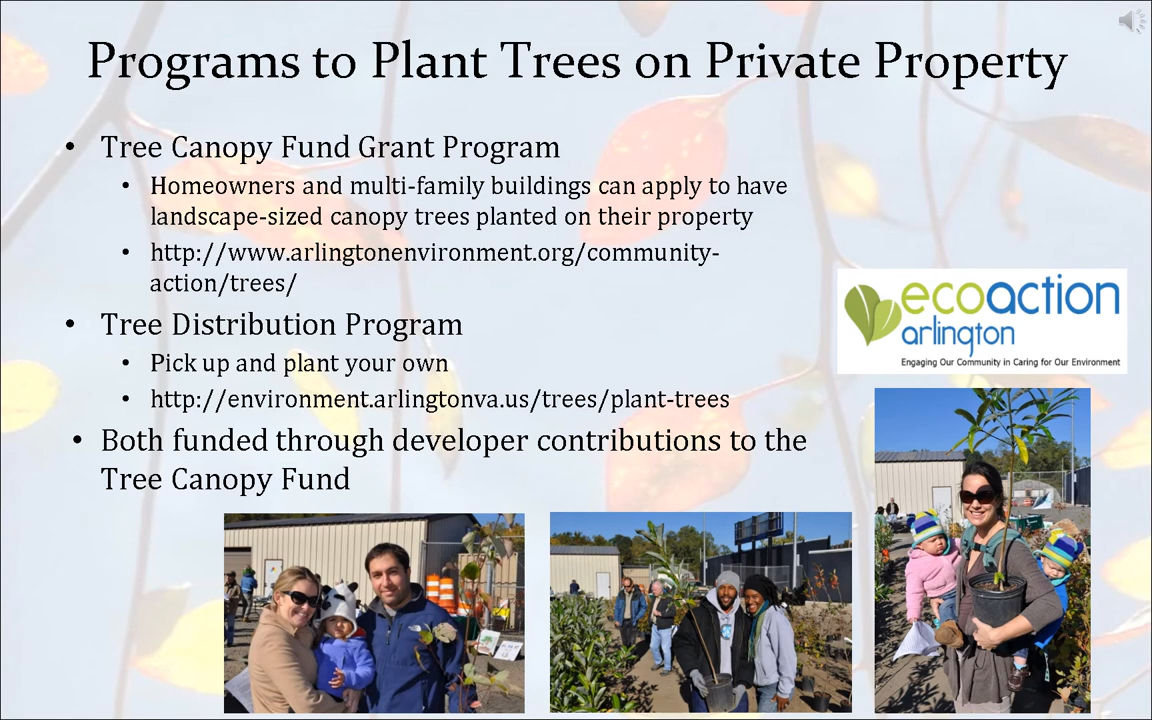 Programs to Plant Trees on Private Property
• Tree Canopy Fund Grant Program
• Homeowners and multi-family buildings can apply to have
landscape-sized canopy trees planted on their property
• http://www.arlingtonenvironment.org/community-
action/trees/
• Tree Distribution Program
• Pick up and plant your own
• http://environment.arlingtonva.us/trees/plant-trees
• Both funded through developer contributions to the
Tree Canopy Fund
ecoaction
arlington
Engaging Our Community in Caring for Our Environment